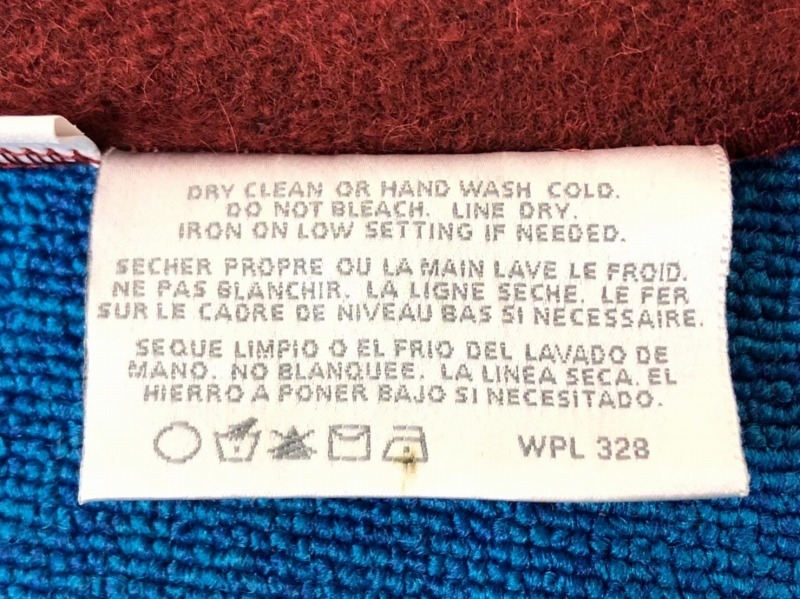 DRY CLEAN OR HAND WASH COLD.
DO NOT BLEACH. LINE DRY.
IRON ON LOW SETTING IF NEEDED.
SECHER PROPRE OU LA MAIN LAVE LE FROID.
NE PAS BLANCHIR. LA LIGNE SECHE. LE FER
SUR LE CADRE DE NIVEAU BAS SI NECESSAIRE.
SEQUE LIMPIO O EL FRIO DEL LAVADO DE
MANO. NO BLANQUEE. LA LINEA SECA. EL
HIERRO A PONER BAJO SI NECESITADO.
WPL 328